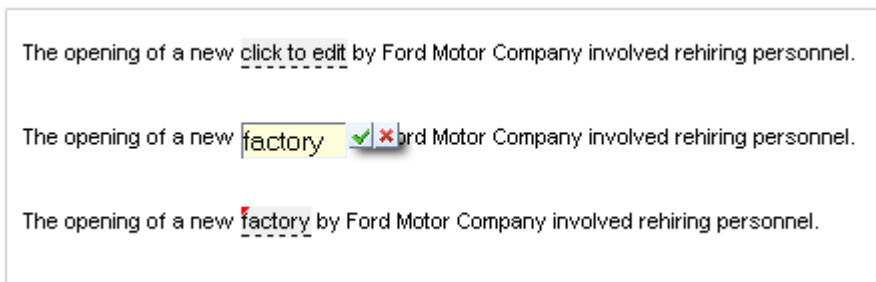 The opening of a new click to edit by Ford Motor Company involved rehiring personnel.
The opening of a new factory ord Motor Company involved rehiring personnel.
The opening of a new factory by Ford Motor Company involved rehiring personnel.